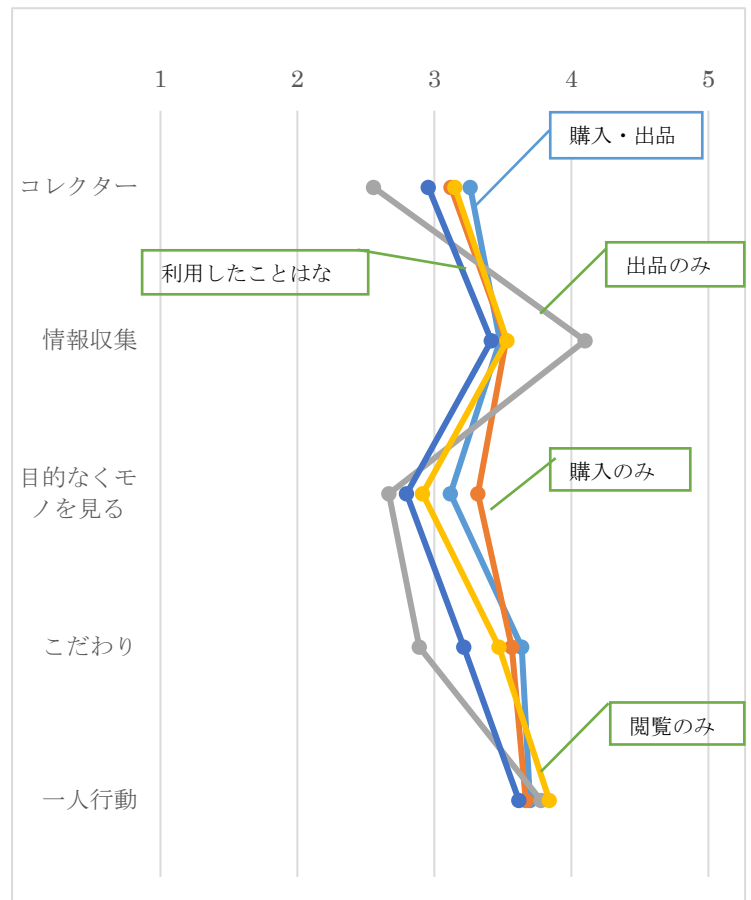 1 2 3 4 5
購入・出品
コレクター
利用したことはな
出品のみ
情報収集
購入のみ
目的なくモ
ノを見る
こだわり
閲覧のみ
一人行動